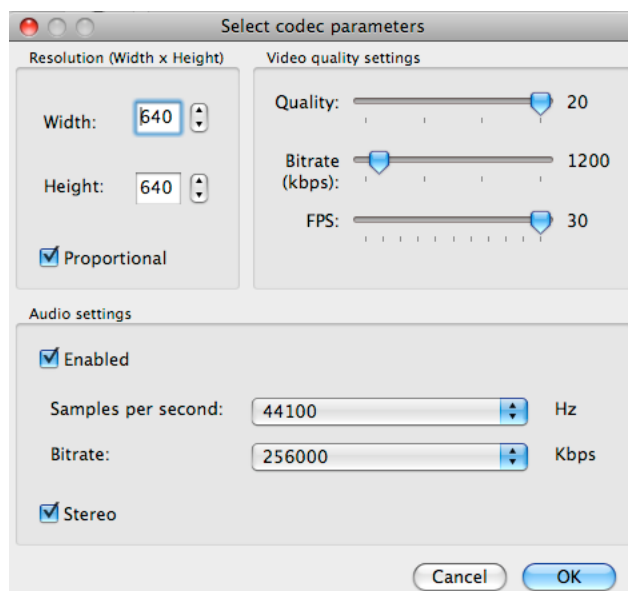 Select codec parameters
Resolution (Width x Height)
Width: 640
Height: 640
Proportional
Video quality settings
Quality: 20
Bitrate 1200
(kbps):
FPS: 30
Audio settings
Enabled
Samples per second: 44100 Hz
Bitrate: 256000 Kbps
Stereo
Cancel OK